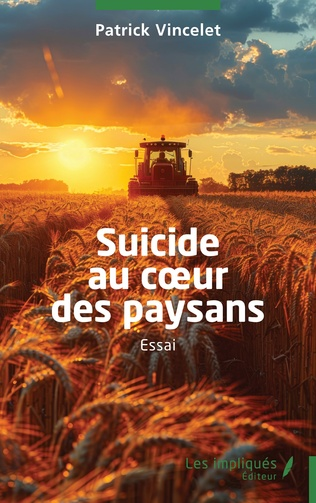 Patrick Vincelet
Suicide
au cœur
des paysans
Essai
Les impliqués
Éditeur